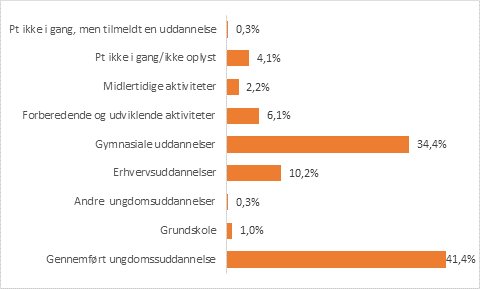 Pt ikke i gang, men tilmeldt en uddannelse 0,3%
Pt ikke i gang/ikke oplyst 4,1%
Midlertidige aktiviteter 2,2%
Forberedende og udviklende aktiviteter 6,1%
Gymnasiale uddannelser 34,4%
Erhvervsuddannelser 10,2%
Andre ungdomsuddannelser 0,3%
Grundskole 1,0%
Gennemført ungdomssuddannelse 41,4%